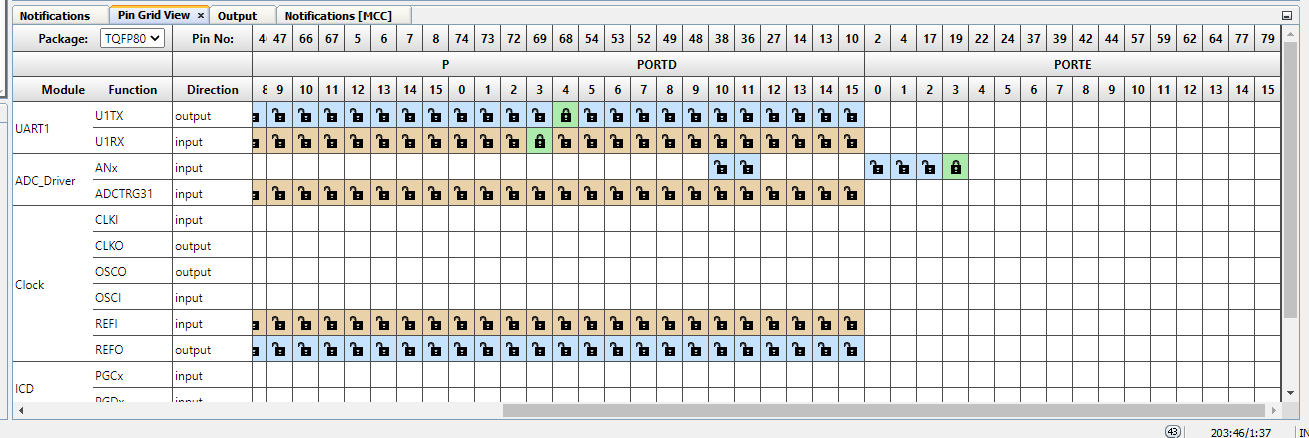 Notifications Pin Grid View × Output Notifications [MCC]
Package: TQFP80 Pin No: 47 66 67 5 6 7 8 74 73 72 69 68 54 53 52 49 48 38 36 27 14 13 10 2 4 17 19 22 24 37 39 42 44 57 59 62 64 77 79
P PORTD PORTE
Module Function Direction 8 9 10 11 12 13 14 15 0 1 2 3 4 5 6 7 8 9 10 11 12 13 14 15 0 1 2 3 4 5 6 7 8 9 10 11 12 13 14 15
UART1
U1TX output
U1RX input
ADC_Driver
ANx input
ADCTRG31 input
Clock
CLKI input
CLKO output
OSCO output
OSCI input
REFI input
REFO output
ICD
PGCx input
PGDx input
43 203:46/1:37 IN